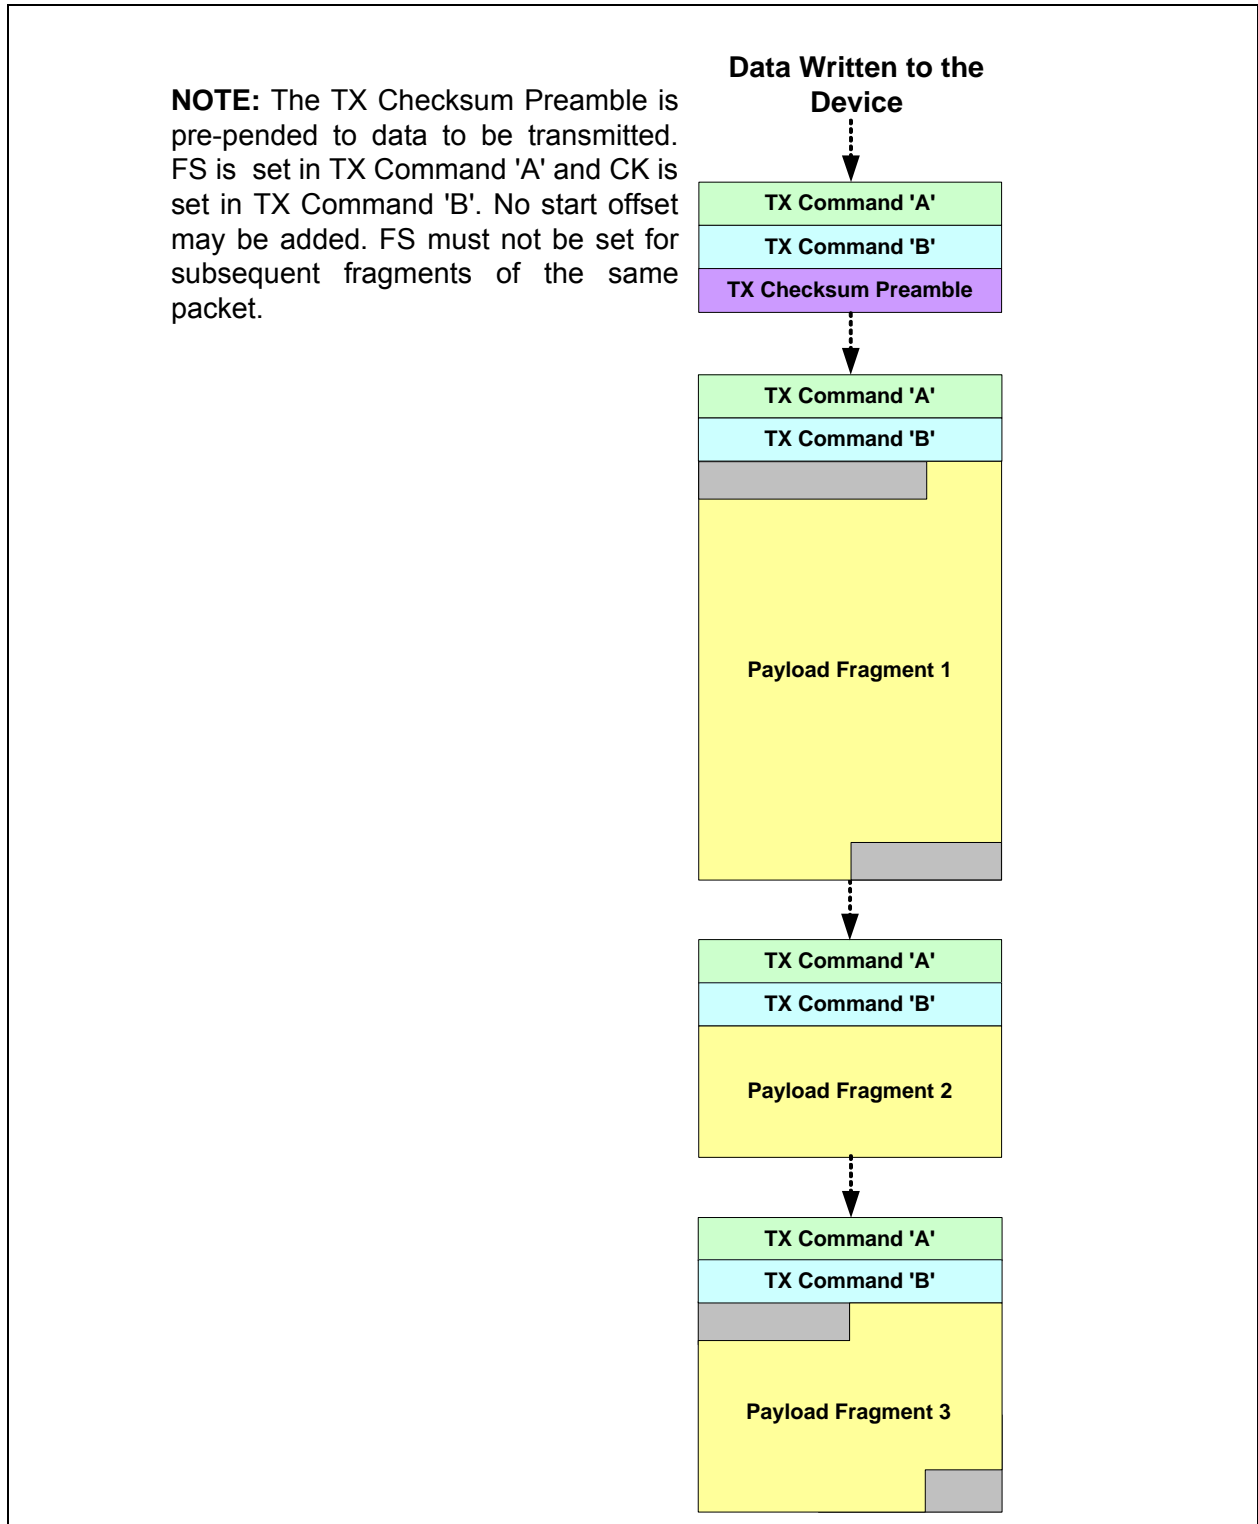 NOTE: The TX Checksum Preamble is
pre-pended to data to be transmitted.
FS is set in TX Command 'A' and CK is
set in TX Command 'B'. No start offset
may be added. FS must not be set for
subsequent fragments of the same
packet.
Data Written to the
Device
TX Command 'A'
TX Command 'B'
TX Checksum Preamble
TX Command 'A'
TX Command 'B'
Payload Fragment 1
TX Command 'A'
TX Command 'B'
Payload Fragment 2
TX Command 'A'
TX Command 'B'
Payload Fragment 3